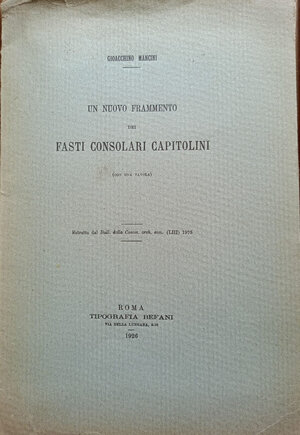 GIOACCHINO MANCINI
UN NUOVO FRAMMENTO
DEI
FASTI CONSOLARI CAPITOLINI
(CON UNA TAVOLA)
Estratto dal Bull. della Comm. arch. com. (LIII) 1925
ROMA
TIPOGRAFIA BEFANI
VIA DELLA LUNGARA,
1926